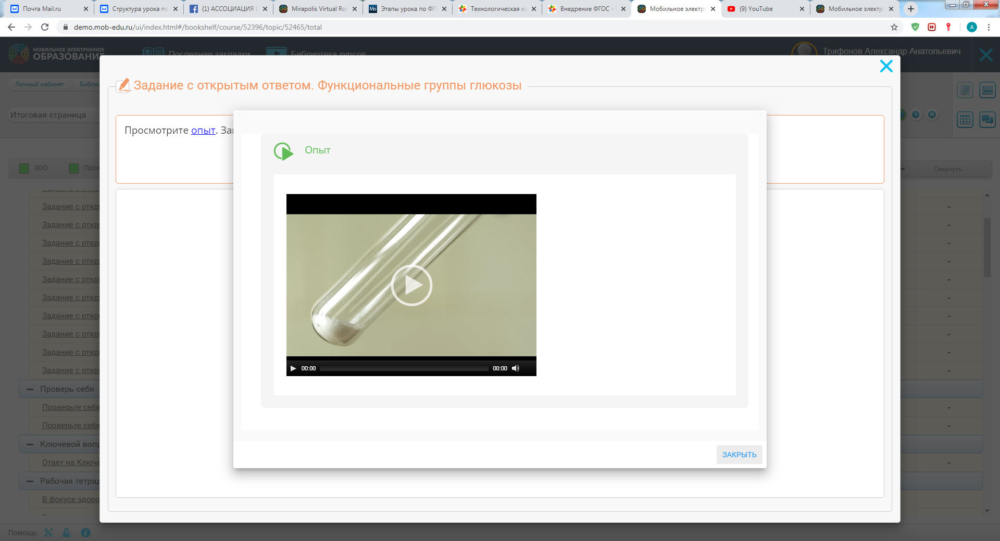 Почта Mail.ru
Структура урока по
(1) АССОЦИАЦИЯ
Mirapolis Virtual Ro
Этапы урока по ФГ
Технологическая ка
Внедрение ФГОС -
Мобильное электр
(9) YouTube
Мобильное электр
demo.mob-edu.ru/ui/index.html#/bookshelf/course/52396/topic/52465/total
A
МОБИЛЬНОЕ ЭЛЕКТРОННОЕ
ОБРАЗОВАНИЕ
Последние закладки
Библиотека курсов
Трифонов Александр Анатольевич
Личный кабинет
Библи
Задание с открытым ответом. Функциональные группы глюкозы
Итоговая страница
Просмотрите опыт. За
Опыт
ЗОО
Пров
Свернуть
Задание с откр
Задание с откр -
Задание с откр -
Задание с откр -
Задание с откр -
Задание с откр -
Задание с откр -
Задание с откр -
Задание с откр -
Задание с откр -
Задание с откр -
00:00
00:00
Проверь себя
Проверьте себя -
Проверьте себя -
Ключевой вопр
ЗАКРЫТЬ
Ответ на Ключе -
Рабочая тетрад
В фокусе здоро
Помощь: